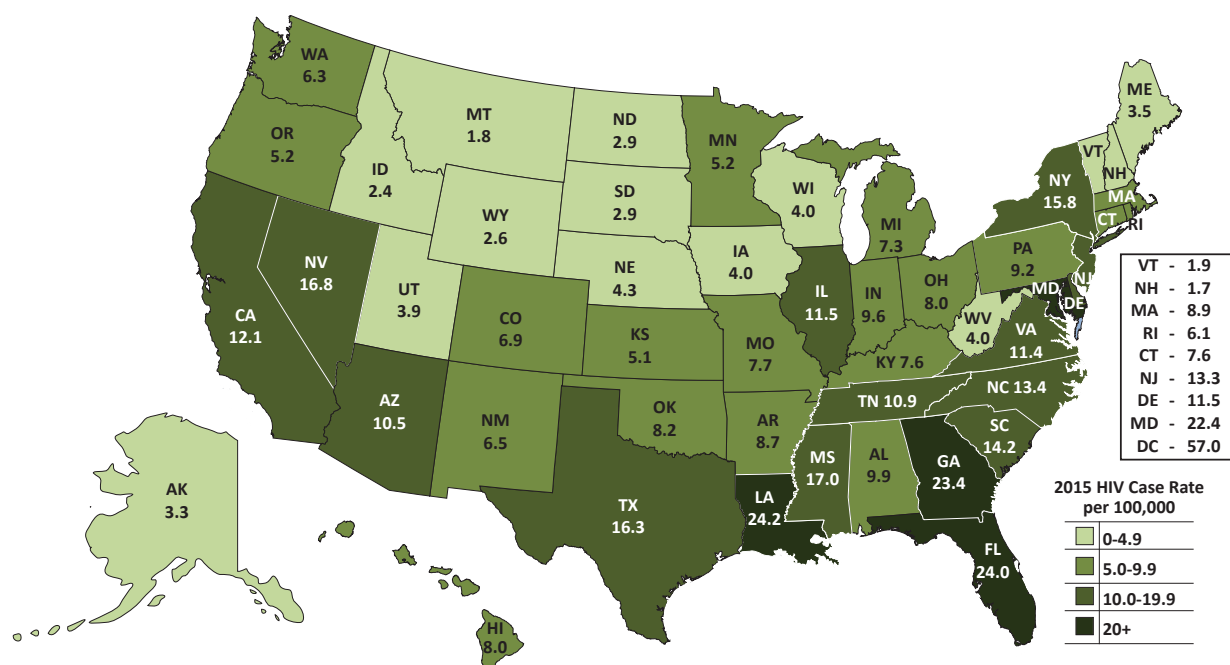 WA
6.3
OR
5.2
ID
2.4
MT
1.8
ND
2.9
MN
5.2
SD
2.9
WY
2.6
WI
4.0
MI
7.3
NY
15.8
ME
3.5
VT
NH
MA
CT
RI
NV
16.8
CA
12.1
UT
3.9
CO
6.9
NE
4.3
IA
4.0
KS
5.1
MO
7.7
IL
11.5
IN
9.6
OH
8.0
PA
9.2
NJ
MD
DE
WV
4.0
VA
11.4
KY 7.6
AZ
10.5
NM
6.5
OK
8.2
AR
8.7
TN 10.9
NC 13.4
SC
14.2
MS
17.0
AL
9.9
GA
23.4
TX
16.3
LA
24.2
FL
24.0
AK
3.3
HI
8.0
VT - 1.9
NH - 1.7
MA - 8.9
RI - 6.1
CT - 7.6
NJ - 13.3
DE - 11.5
MD - 22.4
DC - 57.0
2015 HIV Case Rate
per 100,000
0-4.9
5.0-9.9
10.0-19.9
20+